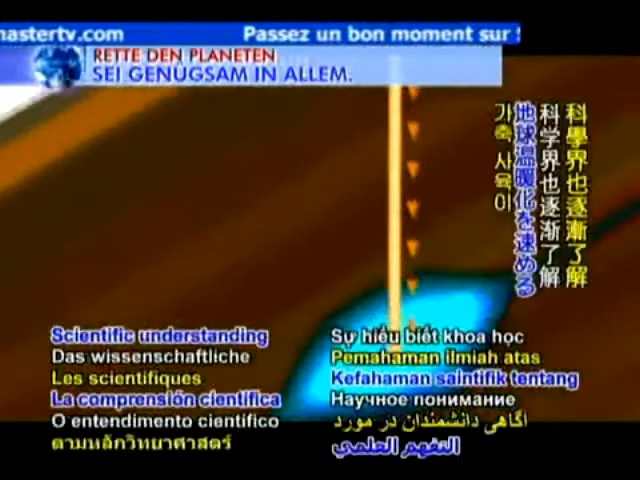 mastertv.com
Passez un bon moment sur S
RETTE DEN PLANETEN
SEI GENÜGSAM IN ALLEM.
科學界也逐漸了解
科学界也逐渐了解
地球温暖化を速める
가축 사육이
Scientific understanding
Das wissenschaftliche
Les scientifiques
La comprensión científica
O entendimento científico
ตามหลักวิทยาศาสตร์
Sự hiểu biết khoa học
Pemahaman ilmiah atas
Kefahaman saintifik tentang
Научное понимание
آگاهی دانشمندان در مورد
التفهم العلمي